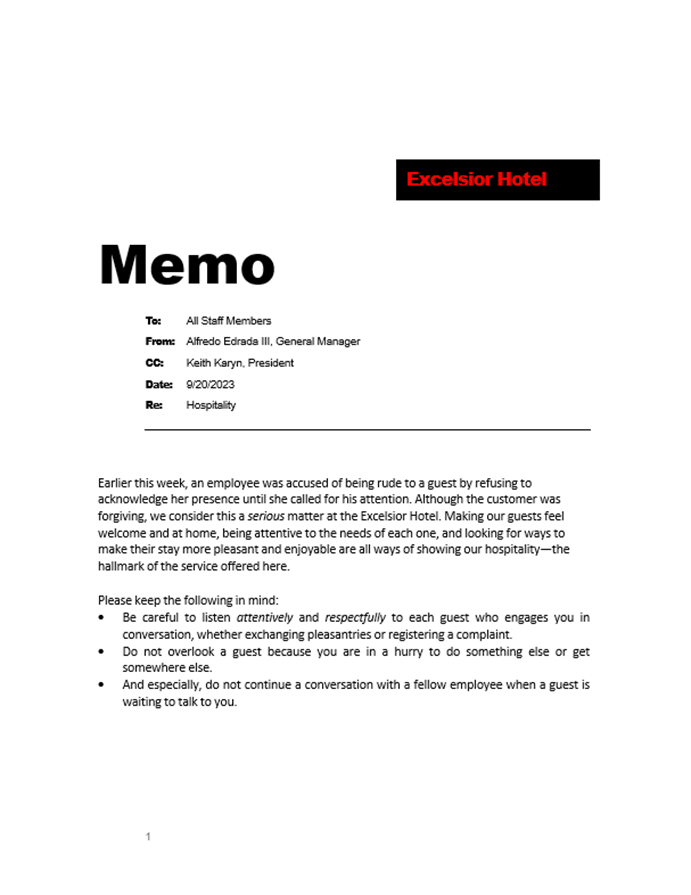 Excelsior Hotel
Memo
To: All Staff Members
From: Alfredo Edrada III, General Manager
CC: Keith Karyn, President
Date: 9/20/2023
Re: Hospitality
Earlier this week, an employee was accused of being rude to a guest by refusing to
acknowledge her presence until she called for his attention. Although the customer was
forgiving, we consider this a serious matter at the Excelsior Hotel. Making our guests feel
welcome and at home, being attentive to the needs of each one, and looking for ways to
make their stay more pleasant and enjoyable are all ways of showing our hospitality—the
hallmark of the service offered here.
Please keep the following in mind:
• Be careful to listen attentively and respectfully to each guest who engages you in
conversation, whether exchanging pleasantries or registering a complaint.
• Do not overlook a guest because you are in a hurry to do something else or get
somewhere else.
• And especially, do not continue a conversation with a fellow employee when a guest is
waiting to talk to you.
1